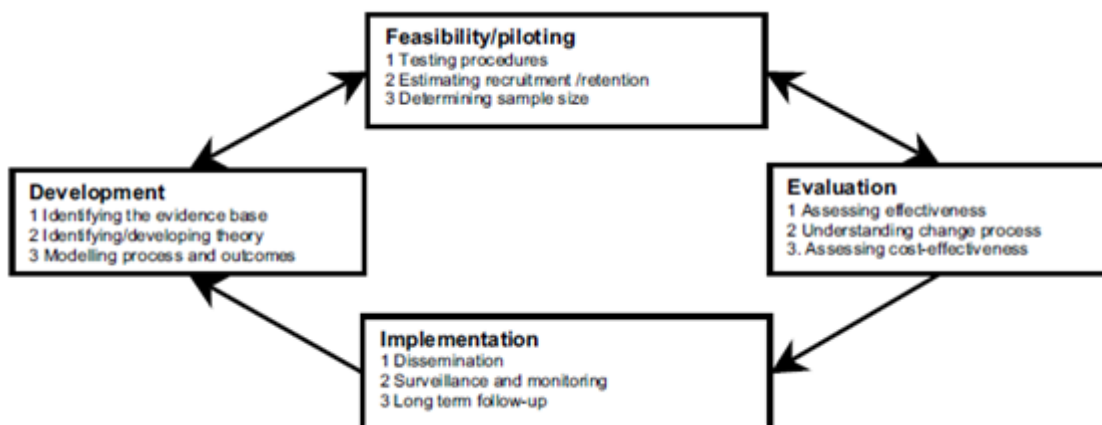 Feasibility/piloting
1 Testing procedures
2 Estimating recruitment /retention
3 Determining sample size
Development
1 Identifying the evidence base
2 Identifying/developing theory
3 Modelling process and outcomes
Evaluation
1 Assessing effectiveness
2 Understanding change process
3. Assessing cost-effectiveness
Implementation
1 Dissemination
2 Surveillance and monitoring
3 Long term follow-up